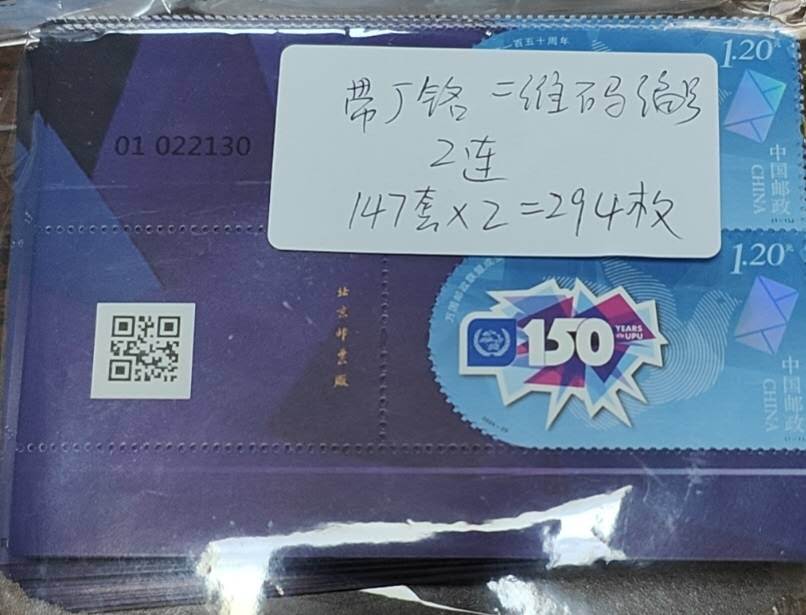 一百五十周年
1.20元
带厂铭二维码编号
2连
147套×2=294枚
01 022130
中国邮政
CHINA
(1-1)
1.20元
北京邮票厂
150
YEARS
UPU
中国邮政
CHINA